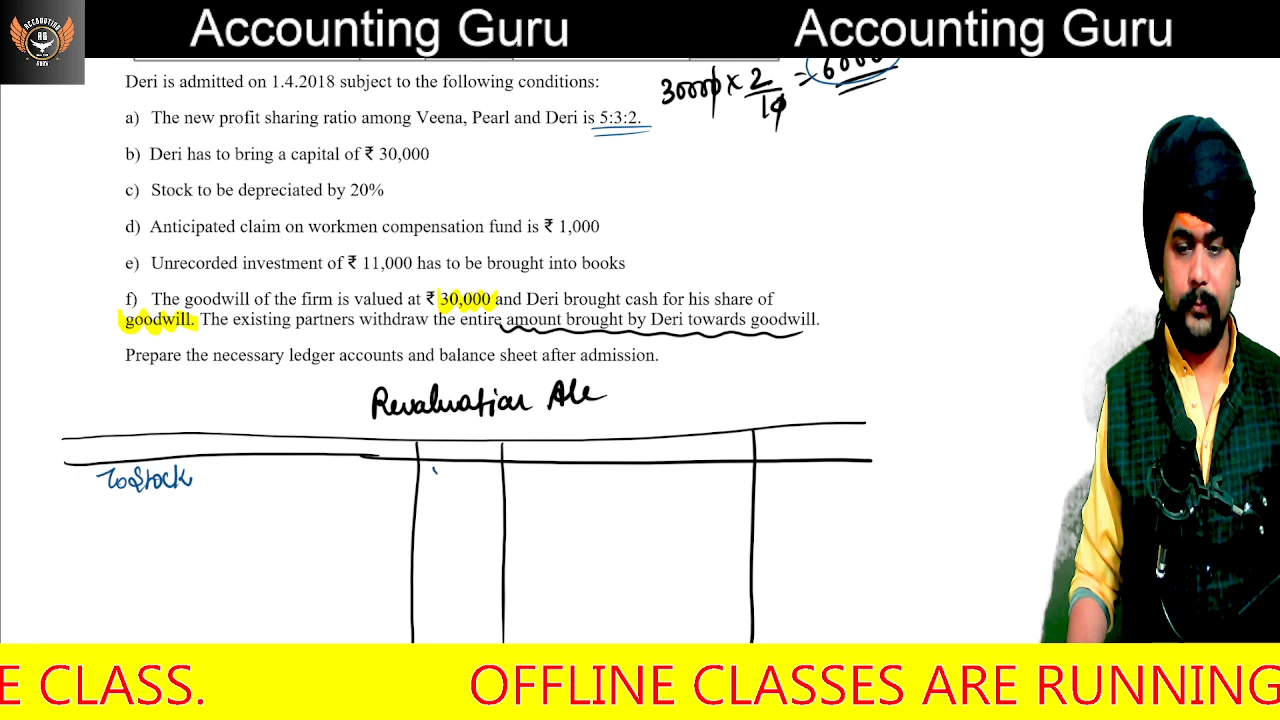 Accounting Guru Accounting Guru
ACCOUNTING
AG
GURU
Deri is admitted on 1.4.2018 subject to the following conditions:
30000 × 2/10 = 6000
a) The new profit sharing ratio among Veena, Pearl and Deri is 5:3:2.
b) Deri has to bring a capital of ₹ 30,000
c) Stock to be depreciated by 20%
d) Anticipated claim on workmen compensation fund is ₹ 1,000
e) Unrecorded investment of ₹ 11,000 has to be brought into books
f) The goodwill of the firm is valued at ₹ 30,000 and Deri brought cash for his share of
goodwill. The existing partners withdraw the entire amount brought by Deri towards goodwill.
Prepare the necessary ledger accounts and balance sheet after admission.
Revaluation A/c
To Stock
E CLASS. OFFLINE CLASSES ARE RUNNING